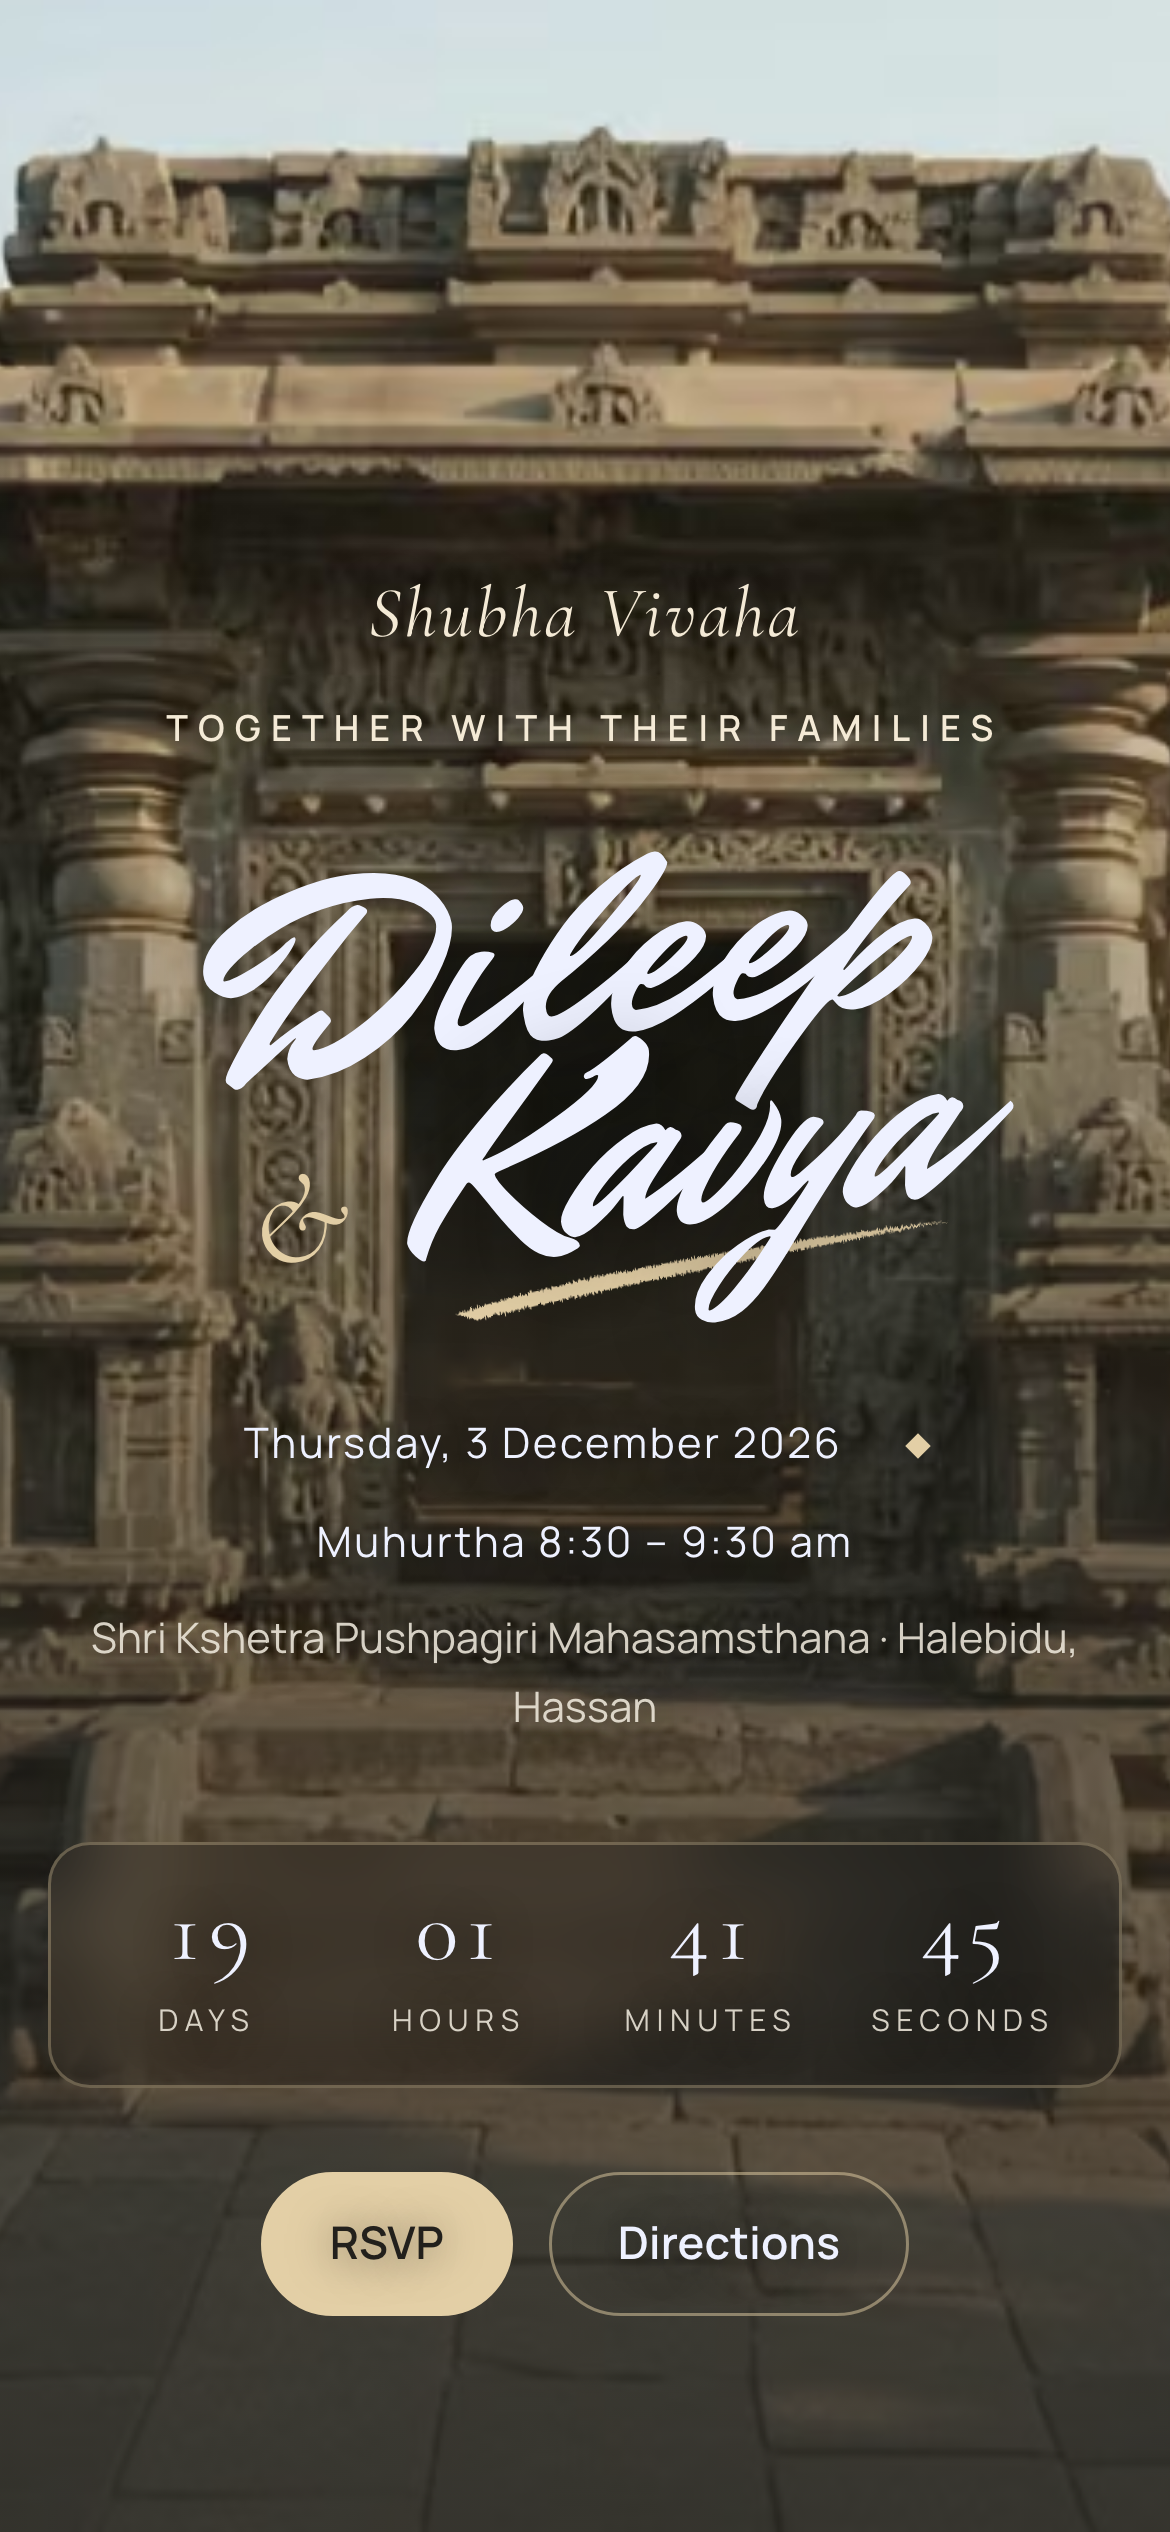 Shubha Vivaha
TOGETHER WITH THEIR FAMILIES
Dileep
& Kavya
Thursday, 3 December 2026 ◆
Muhurtha 8:30 – 9:30 am
Shri Kshetra Pushpagiri Mahasamsthana · Halebidu,
Hassan
19 01 41 45
DAYS HOURS MINUTES SECONDS
RSVP Directions